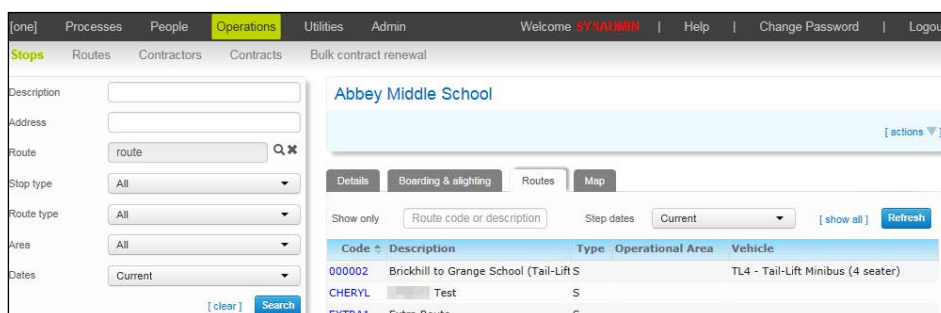 [one] Processes People Operations Utilities Admin Welcome SYSADMIN | Help | Change Password | Logou
Stops Routes Contractors Contracts Bulk contract renewal
Description
Address
Route route
Stop type All
Route type All
Area All
Dates Current
[ clear ] Search
Abbey Middle School
[ actions ▼ ]
Details Boarding & alighting Routes Map
Show only Route code or description Step dates Current [ show all ] Refresh
Code Description Type Operational Area Vehicle
000002 Brickhill to Grange School (Tail-Lift S TL4 - Tail-Lift Minibus (4 seater)
CHERYL Test S
EXTRA1 Extra Route S